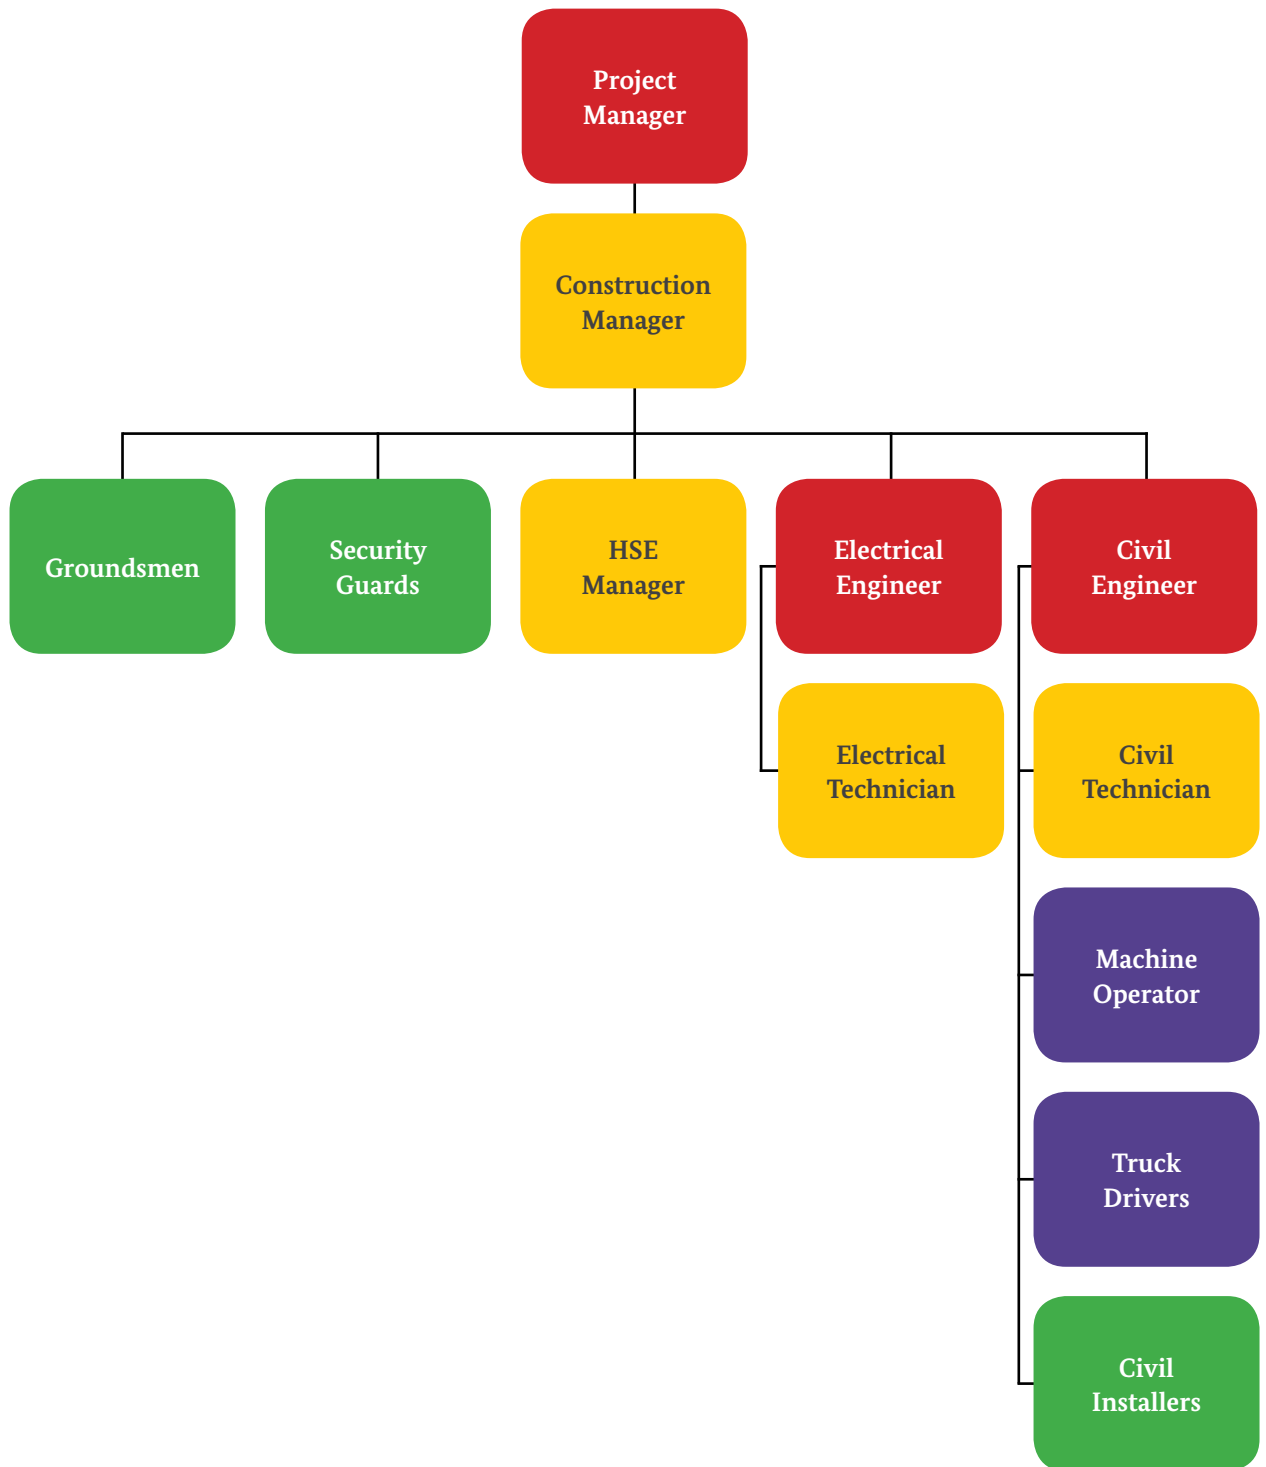 Project
Manager
Construction
Manager
Groundsmen
Security
Guards
HSE
Manager
Electrical
Engineer
Civil
Engineer
Electrical
Technician
Civil
Technician
Machine
Operator
Truck
Drivers
Civil
Installers